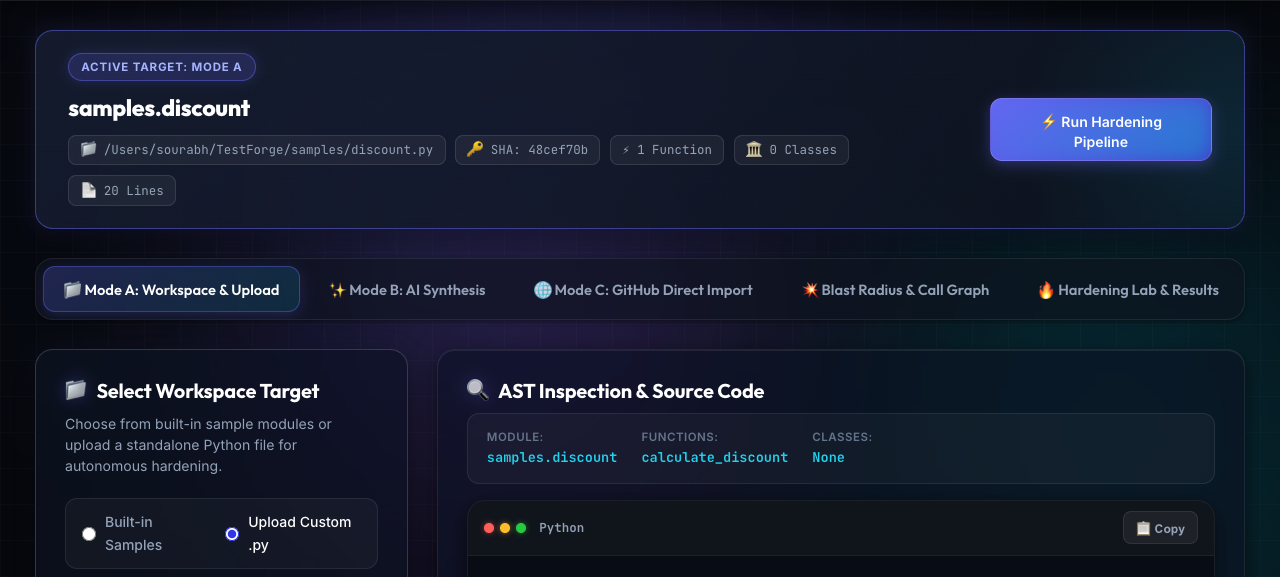 ACTIVE TARGET: MODE A
samples.discount
📁 /Users/sourabh/TestForge/samples/discount.py 🔑 SHA: 48cef70b ⚡ 1 Function 🏛️ 0 Classes
📄 20 Lines
⚡ Run Hardening
Pipeline
📁 Mode A: Workspace & Upload ✨ Mode B: AI Synthesis 🌐 Mode C: GitHub Direct Import 💥 Blast Radius & Call Graph 🔥 Hardening Lab & Results
📁 Select Workspace Target
Choose from built-in sample modules or
upload a standalone Python file for
autonomous hardening.
Built-in
Samples
Upload Custom
.py
🔍 AST Inspection & Source Code
MODULE: FUNCTIONS: CLASSES:
samples.discount calculate_discount None
Python 📋 Copy